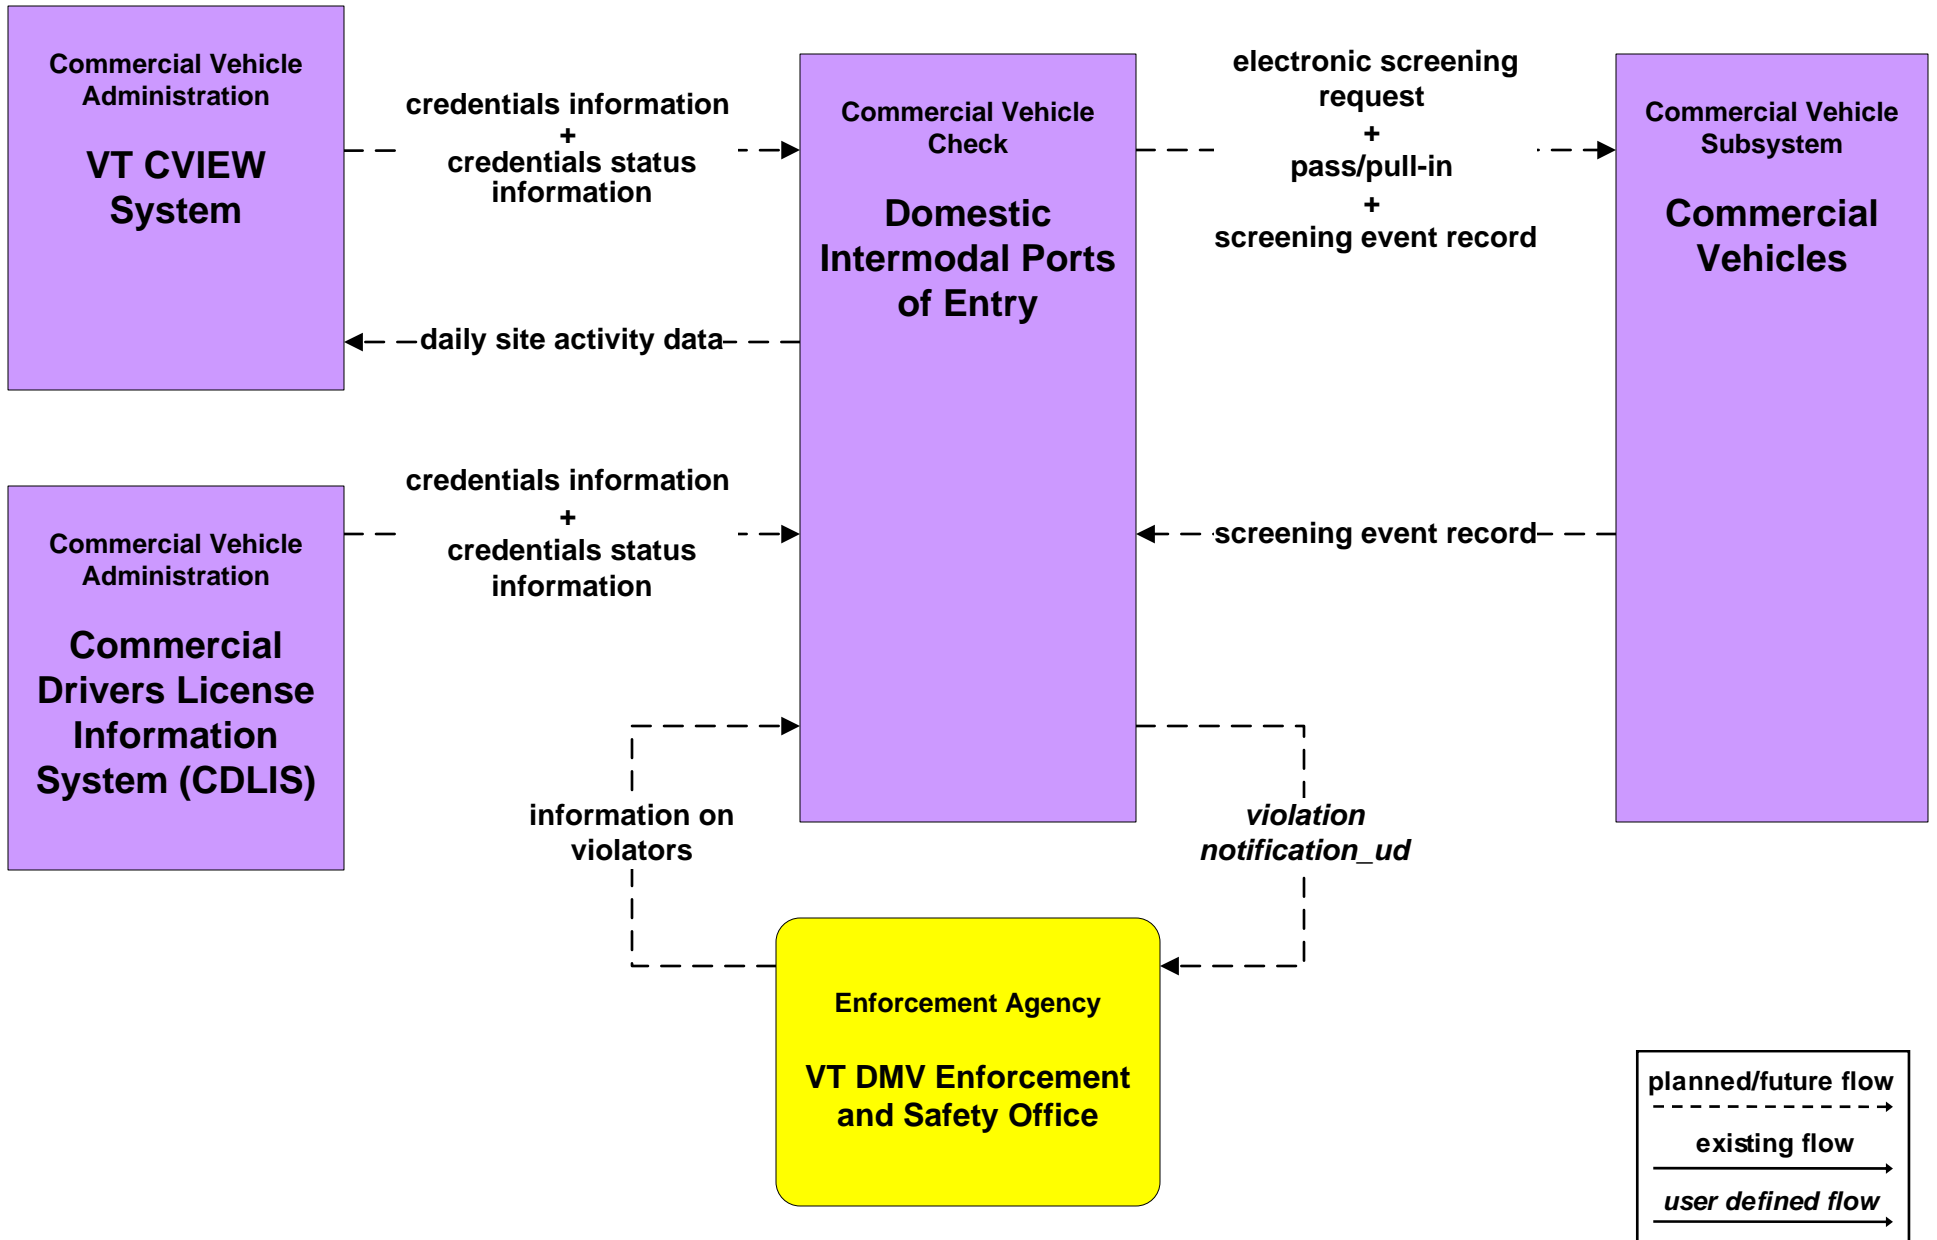 Commercial Vehicle
Administration
VT CVIEW
System
credentials information
+
credentials status
information
daily site activity data
Commercial Vehicle
Check
Domestic
Intermodal Ports
of Entry
electronic screening
request
+
pass/pull-in
+
screening event record
Commercial Vehicle
Subsystem
Commercial
Vehicles
Commercial Vehicle
Administration
Commercial
Drivers License
Information
System (CDLIS)
credentials information
+
credentials status
information
screening event record
information on
violators
violation
notification_ud
Enforcement Agency
VT DMV Enforcement
and Safety Office
planned/future flow
existing flow
user defined flow